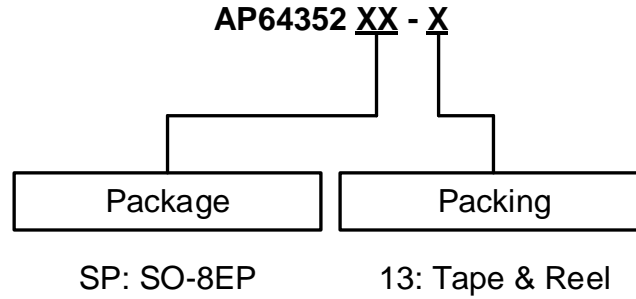 AP64352 XX - X
Package
Packing
SP: SO-8EP
13: Tape & Reel